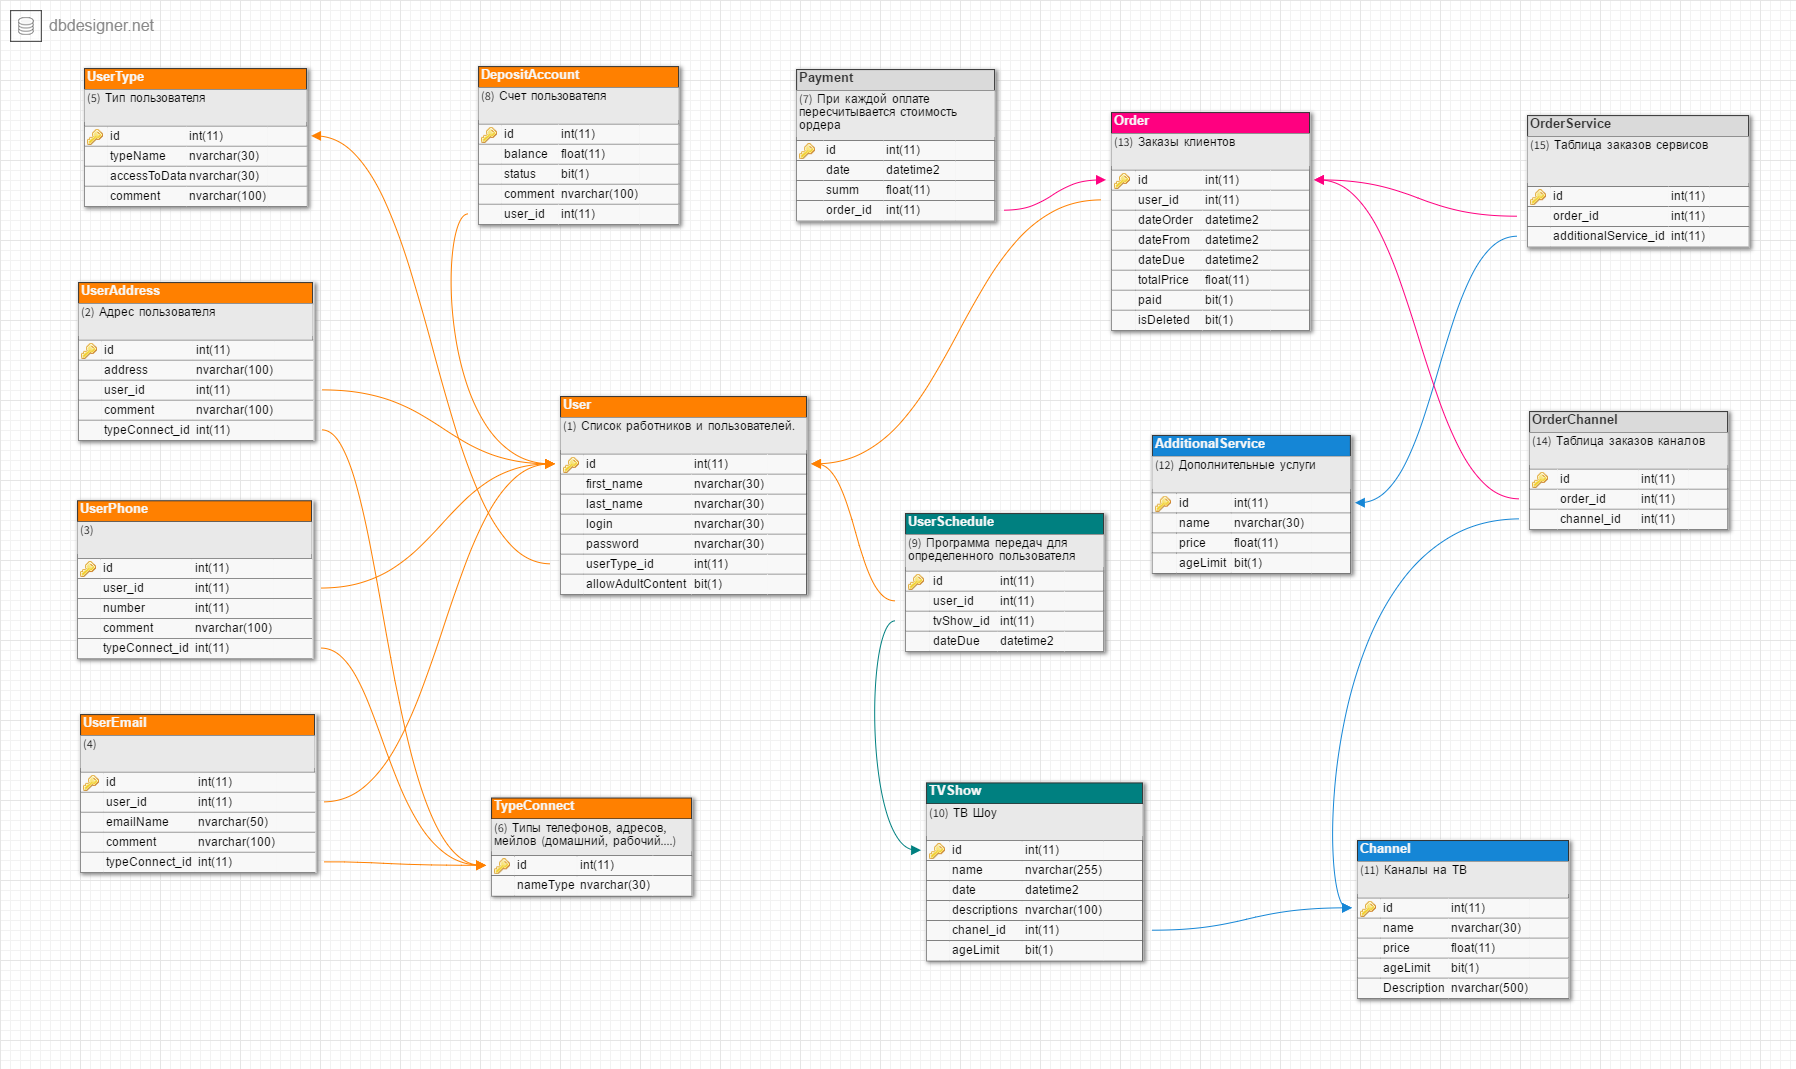 dbdesigner.net
UserType
(5) Тип пользователя
id int(11)
typeName nvarchar(30)
accessToData nvarchar(30)
comment nvarchar(100)
DepositAccount
(8) Счет пользователя
id int(11)
balance float(11)
status bit(1)
comment nvarchar(100)
user_id int(11)
Payment
(7) При каждой оплате
пересчитывается стоимость
ордера
id int(11)
date datetime2
summ float(11)
order_id int(11)
Order
(13) Заказы клиентов
id int(11)
user_id int(11)
dateOrder datetime2
dateFrom datetime2
dateDue datetime2
totalPrice float(11)
paid bit(1)
isDeleted bit(1)
OrderService
(15) Таблица заказов сервисов
id int(11)
order_id int(11)
additionalService_id int(11)
UserAddress
(2) Адрес пользователя
id int(11)
address nvarchar(100)
user_id int(11)
comment nvarchar(100)
typeConnect_id int(11)
User
(1) Список работников и пользователей.
id int(11)
first_name nvarchar(30)
last_name nvarchar(30)
login nvarchar(30)
password nvarchar(30)
userType_id int(11)
allowAdultContent bit(1)
AdditionalService
(12) Дополнительные услуги
id int(11)
name nvarchar(30)
price float(11)
ageLimit bit(1)
OrderChannel
(14) Таблица заказов каналов
id int(11)
order_id int(11)
channel_id int(11)
UserPhone
(3)
id int(11)
user_id int(11)
number int(11)
comment nvarchar(100)
typeConnect_id int(11)
UserSchedule
(9) Программа передач для
определенного пользователя
id int(11)
user_id int(11)
tvShow_id int(11)
dateDue datetime2
UserEmail
(4)
id int(11)
user_id int(11)
emailName nvarchar(50)
comment nvarchar(100)
typeConnect_id int(11)
TypeConnect
(6) Типы телефонов, адресов,
мейлов (домашний, рабочий....)
id int(11)
nameType nvarchar(30)
TVShow
(10) ТВ Шоу
id int(11)
name nvarchar(255)
date datetime2
descriptions nvarchar(100)
chanel_id int(11)
ageLimit bit(1)
Channel
(11) Каналы на ТВ
id int(11)
name nvarchar(30)
price float(11)
ageLimit bit(1)
Description nvarchar(500)